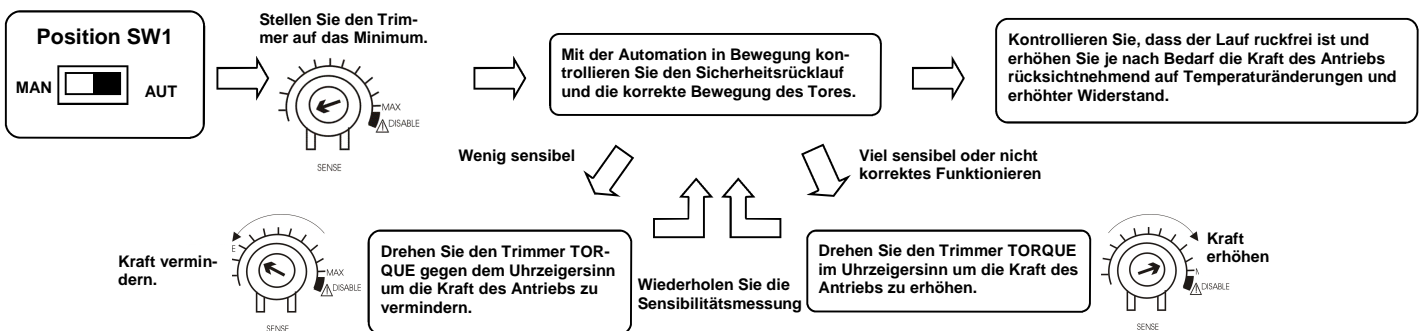 Position SW1
MAN
AUT
Stellen Sie den Trim-
mer auf das Minimum.
MAX
DISABLE
SENSE
Mit der Automation in Bewegung kon-
trollieren Sie den Sicherheitsrücklauf
und die korrekte Bewegung des Tores.
Kontrollieren Sie, dass der Lauf ruckfrei ist und
erhöhen Sie je nach Bedarf die Kraft des Antriebs
rücksichtnehmend auf Temperaturänderungen und
erhöhter Widerstand.
Wenig sensibel
Viel sensibel oder nicht
korrektes Funktionieren
Kraft vermin-
dern.
E
MAX
DISABLE
SENSE
Drehen Sie den Trimmer TOR-
QUE gegen dem Uhrzeigersinn
um die Kraft des Antriebs zu
vermindern.
Wiederholen Sie die
Sensibilitätsmessung
Drehen Sie den Trimmer TORQUE
im Uhrzeigersinn um die Kraft des
Antriebs zu erhöhen.
Kraft
erhöhen
DISABLE
SENSE